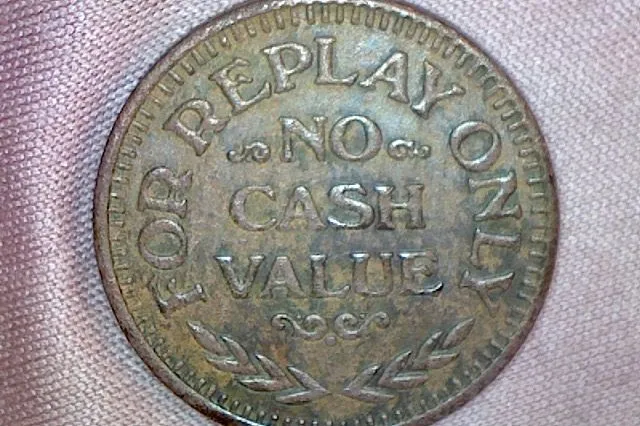 FOR REPLAY ONLY
NO
CASH
VALUE